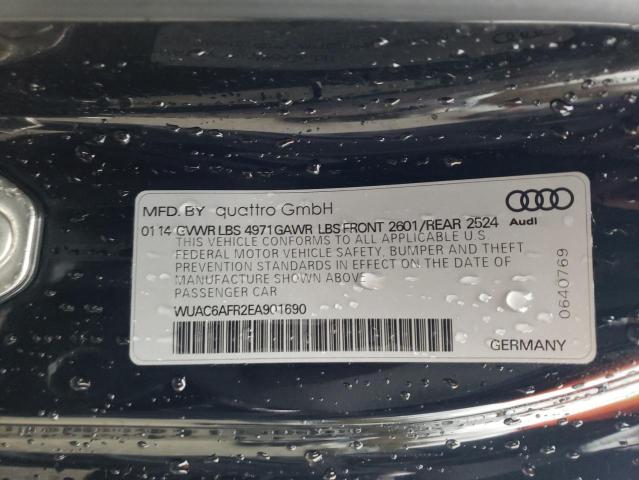 MFD. BY quattro GmbH
01 14 GVWR LBS 4971 GAWR LBS FRONT 2601/REAR 2524
Audi
THIS VEHICLE CONFORMS TO ALL APPLICABLE U.S
FEDERAL MOTOR VEHICLE SAFETY, BUMPER AND THEFT
PREVENTION STANDARDS IN EFFECT ON THE DATE OF
MANUFACTURE SHOWN ABOVE
PASSENGER CAR
WUAC6AFR2EA901690
GERMANY
0640769